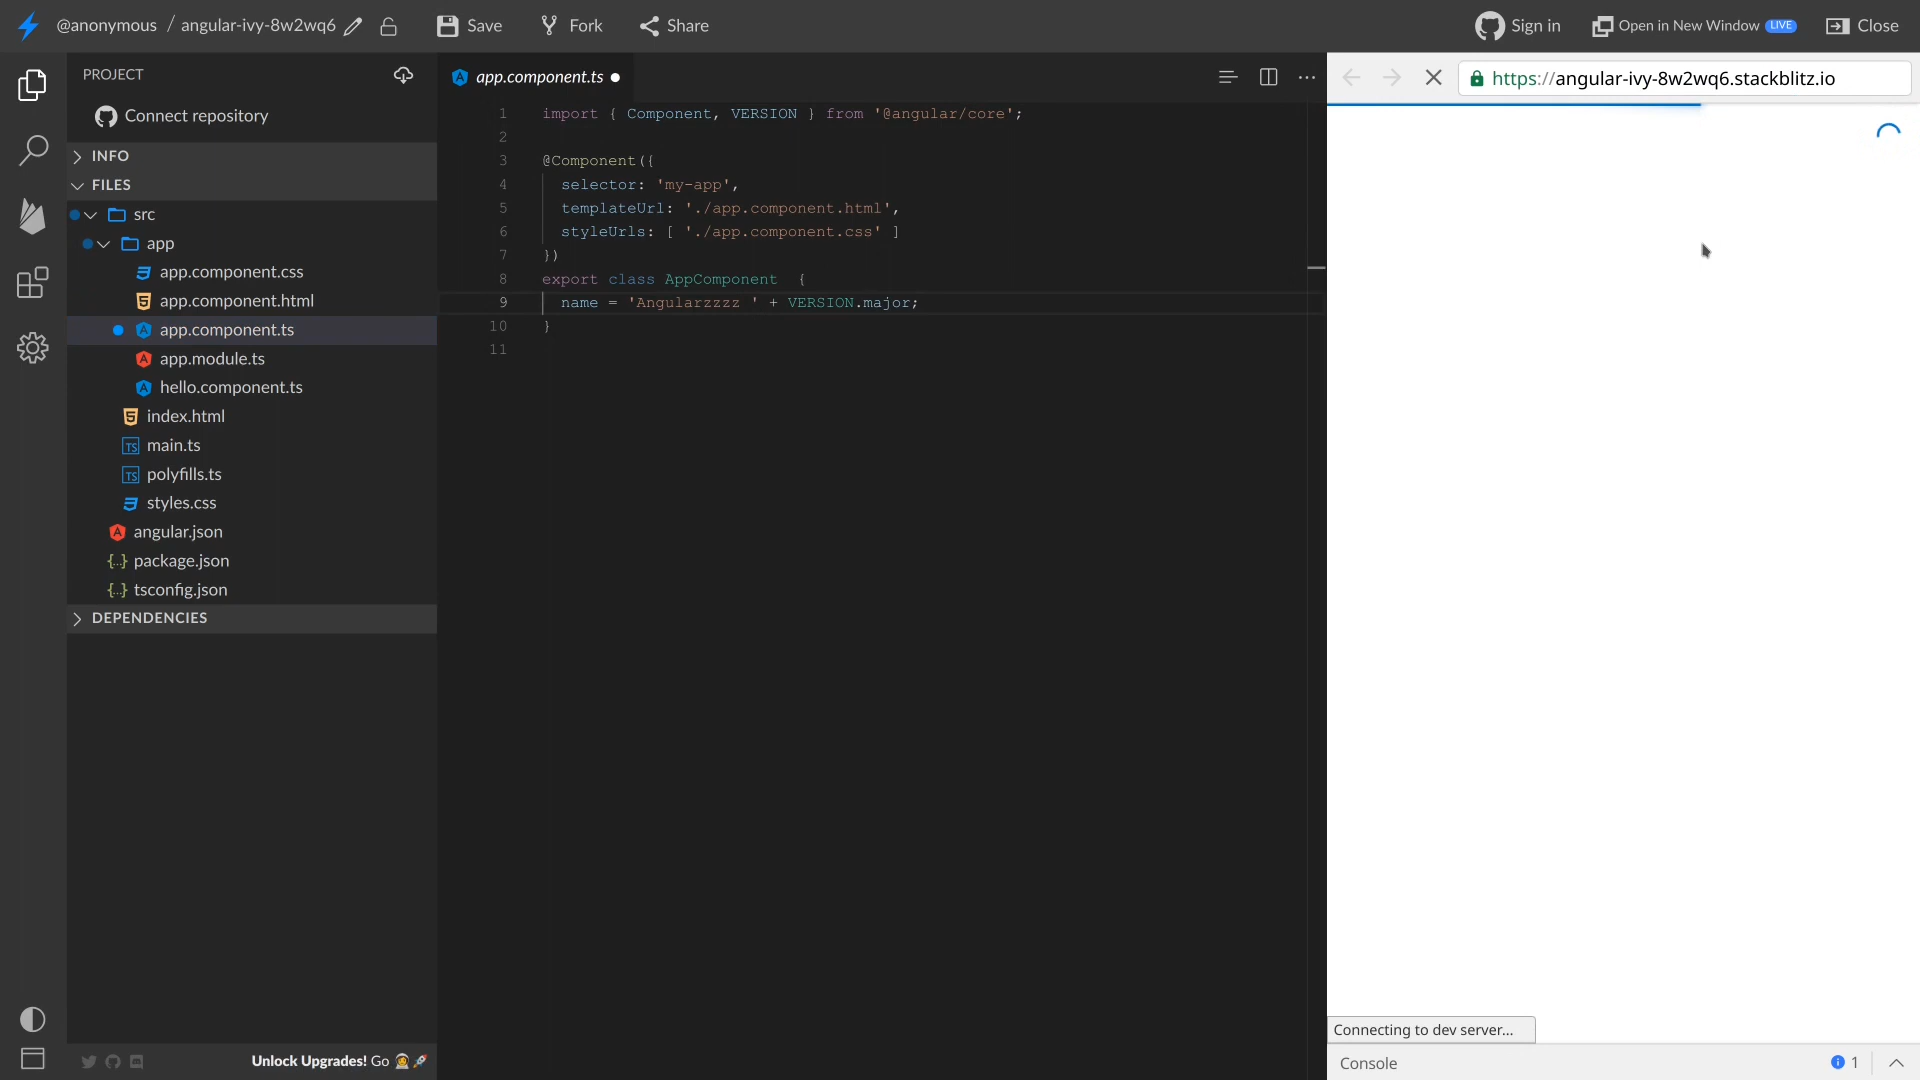 @anonymous / angular-ivy-8w2wq6
Save
Fork
Share
Sign in
Open in New Window LIVE
Close
PROJECT
Connect repository
INFO
FILES
src
app
app.component.css
app.component.html
app.component.ts
app.module.ts
hello.component.ts
index.html
main.ts
polyfills.ts
styles.css
angular.json
package.json
tsconfig.json
DEPENDENCIES
Unlock Upgrades! Go
app.component.ts
1 import { Component, VERSION } from '@angular/core';
2
3 @Component({
4 selector: 'my-app',
5 templateUrl: './app.component.html',
6 styleUrls: [ './app.component.css' ]
7 })
8 export class AppComponent  {
9 name = 'Angularzzzz ' + VERSION.major;
10 }
11
https://angular-ivy-8w2wq6.stackblitz.io
Connecting to dev server...
Console
1